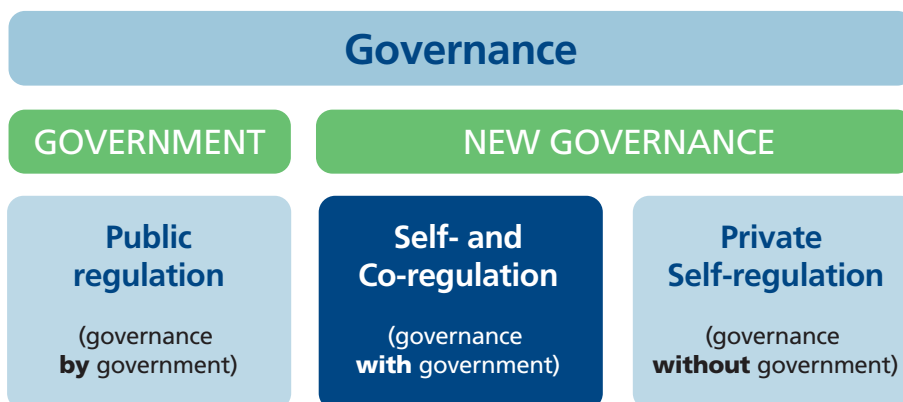 Governance
GOVERNMENT
NEW GOVERNANCE
Public
regulation
(governance
by government)
Self- and
Co-regulation
(governance
with government)
Private
Self-regulation
(governance
without government)